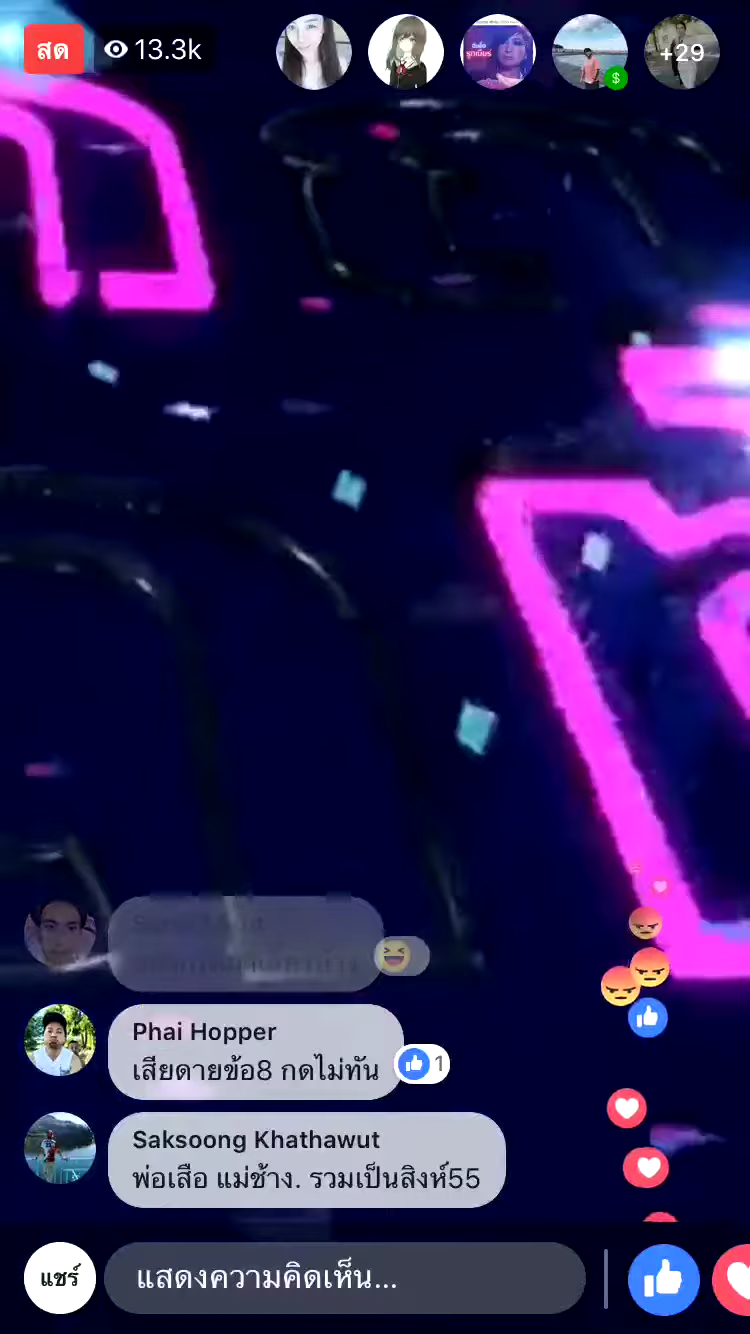 สด
13.3k
+29
Phai Hopper
เสียดายข้อ8 กดไม่ทัน
1
Saksoong Khathawut
พ่อเสือ แม่ช้าง. รวมเป็นสิงห์55
แชร์
แสดงความคิดเห็น...